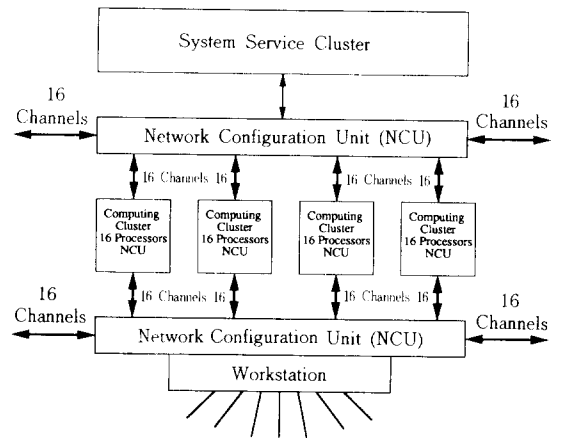 System Service Cluster
16
Channels
16
Channels
Network Configuration Unit (NCU)
16 Channels 16
16 Channels 16
Computing
Cluster
16 Processors
NCU
Computing
Cluster
16 Processors
NCU
Computing
Cluster
16 Processors
NCU
Computing
Cluster
16 Processors
NCU
16 Channels 16
16 Channels 16
16
Channels
16
Channels
Network Configuration Unit (NCU)
Workstation